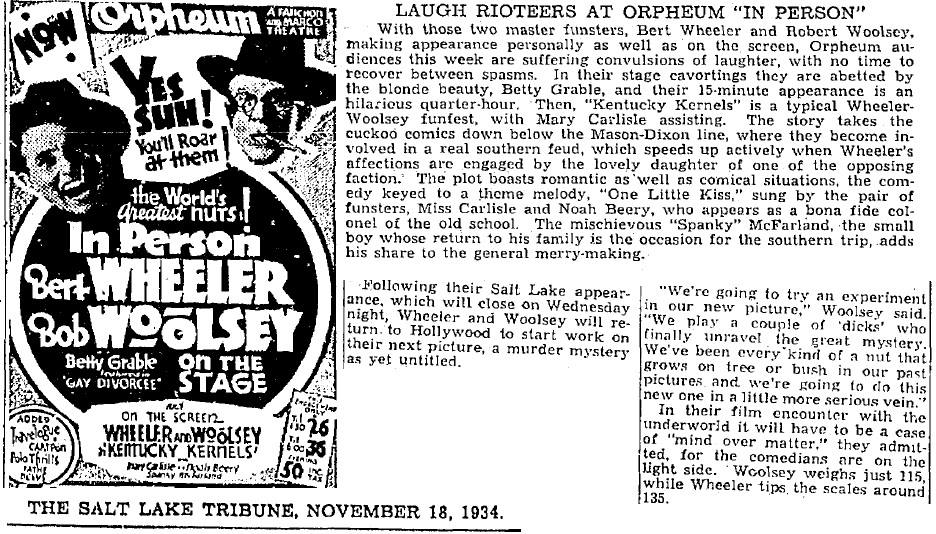 NOW
Orpheum
A FANCHON
AND MARCO
THEATRE
YES
SUH!
You'll Roar
at them!
the World's
Greatest nuts!
In Person
Bert WHEELER
Bob WOOLSEY
Betty Grable
featured in
"GAY DIVORCEE"
ON THE
STAGE
ON THE SCREEN
WHEELER AND WOOLSEY
"KENTUCKY KERNELS"
Mary Carlisle - Noah Beery
Spanky McFarland
ADDED
Travelogue
CARTOON
Polo Thrills
PATHE
NEWS
26
36
50
LAUGH RIOTEERS AT ORPHEUM "IN PERSON"
With those two master funsters, Bert Wheeler and Robert Woolsey,
making appearance personally as well as on the screen, Orpheum au-
diences this week are suffering convulsions of laughter, with no time to
recover between spasms. In their stage cavortings they are abetted by
the blonde beauty, Betty Grable, and their 15-minute appearance is an
hilarious quarter-hour. Then, "Kentucky Kernels" is a typical Wheeler-
Woolsey funfest, with Mary Carlisle assisting. The story takes the
cuckoo comics down below the Mason-Dixon line, where they become in-
volved in a real southern feud, which speeds up actively when Wheeler's
affections are engaged by the lovely daughter of one of the opposing
faction. The plot boasts romantic as well as comical situations, the com-
edy keyed to a theme melody, "One Little Kiss," sung by the pair of
funsters, Miss Carlisle and Noah Beery, who appears as a bona fide col-
onel of the old school. The mischievous "Spanky" McFarland, the small
boy whose return to his family is the occasion for the southern trip, adds
his share to the general merry-making.
Following their Salt Lake appear-
ance, which will close on Wednesday
night, Wheeler and Woolsey will re-
turn to Hollywood to start work on
their next picture, a murder mystery
as yet untitled.
"We're going to try an experiment
in our new picture," Woolsey said.
"We play a couple of 'dicks' who
finally unravel the great mystery.
We've been every kind of a nut that
grows on tree or bush in our past
pictures and we're going to do this
new one in a little more serious vein."
In their film encounter with the
underworld it will have to be a case
of "mind over matter," they admit-
ted, for the comedians are on the
light side. Woolsey weighs just 115,
while Wheeler tips the scales around
135.
THE SALT LAKE TRIBUNE, NOVEMBER 18, 1934.